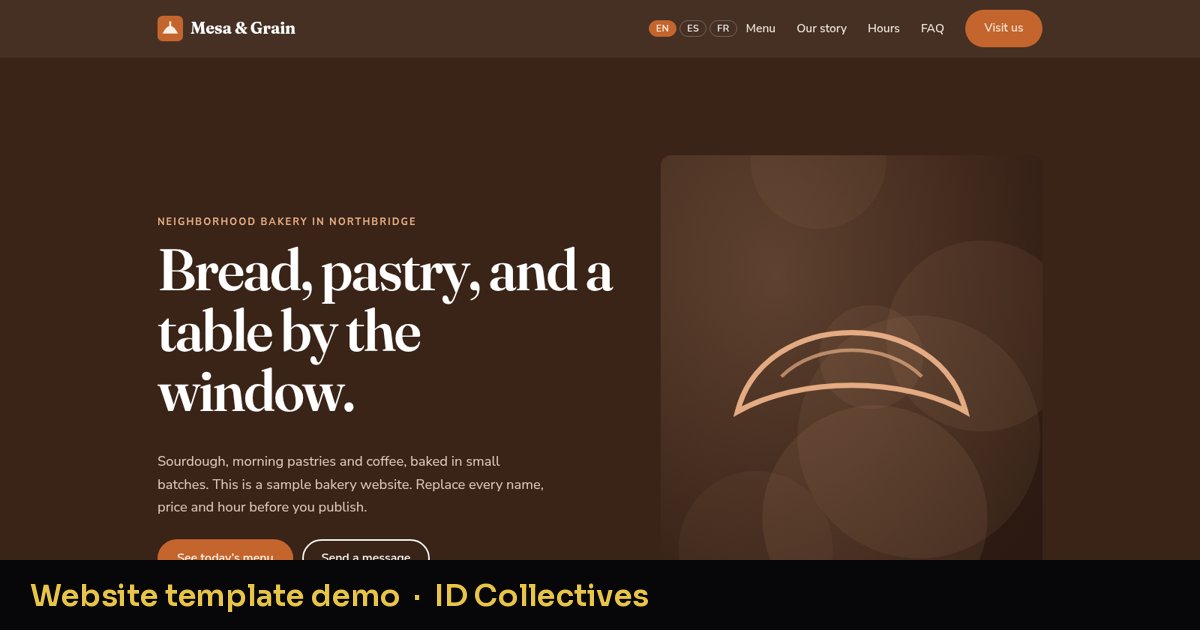 Mesa & Grain
EN ES FR Menu Our story Hours FAQ Visit us
NEIGHBORHOOD BAKERY IN NORTHBRIDGE
Bread, pastry, and a
table by the
window.
Sourdough, morning pastries and coffee, baked in small
batches. This is a sample bakery website. Replace every name,
price and hour before you publish.
See today's menu Send a message
Website template demo · ID Collectives